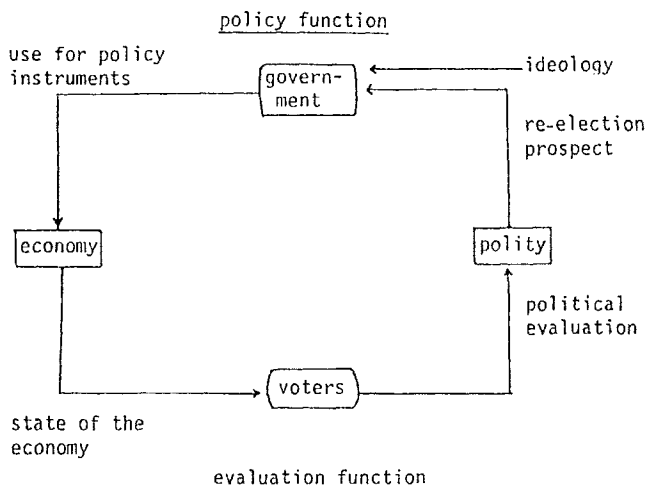 policy function
use for policy
instruments
govern-
ment
ideology
re-election
prospect
economy
polity
political
evaluation
voters
state of the
economy
evaluation function